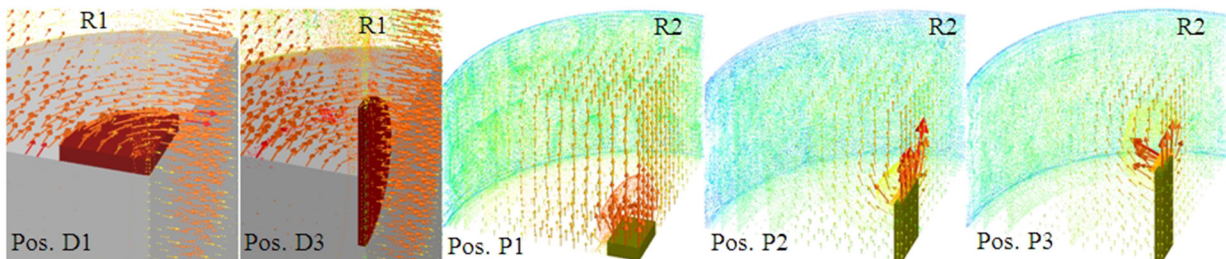 R1
R1
R2
R2
R2
Pos. D1
Pos. D3
Pos. P1
Pos. P2
Pos. P3